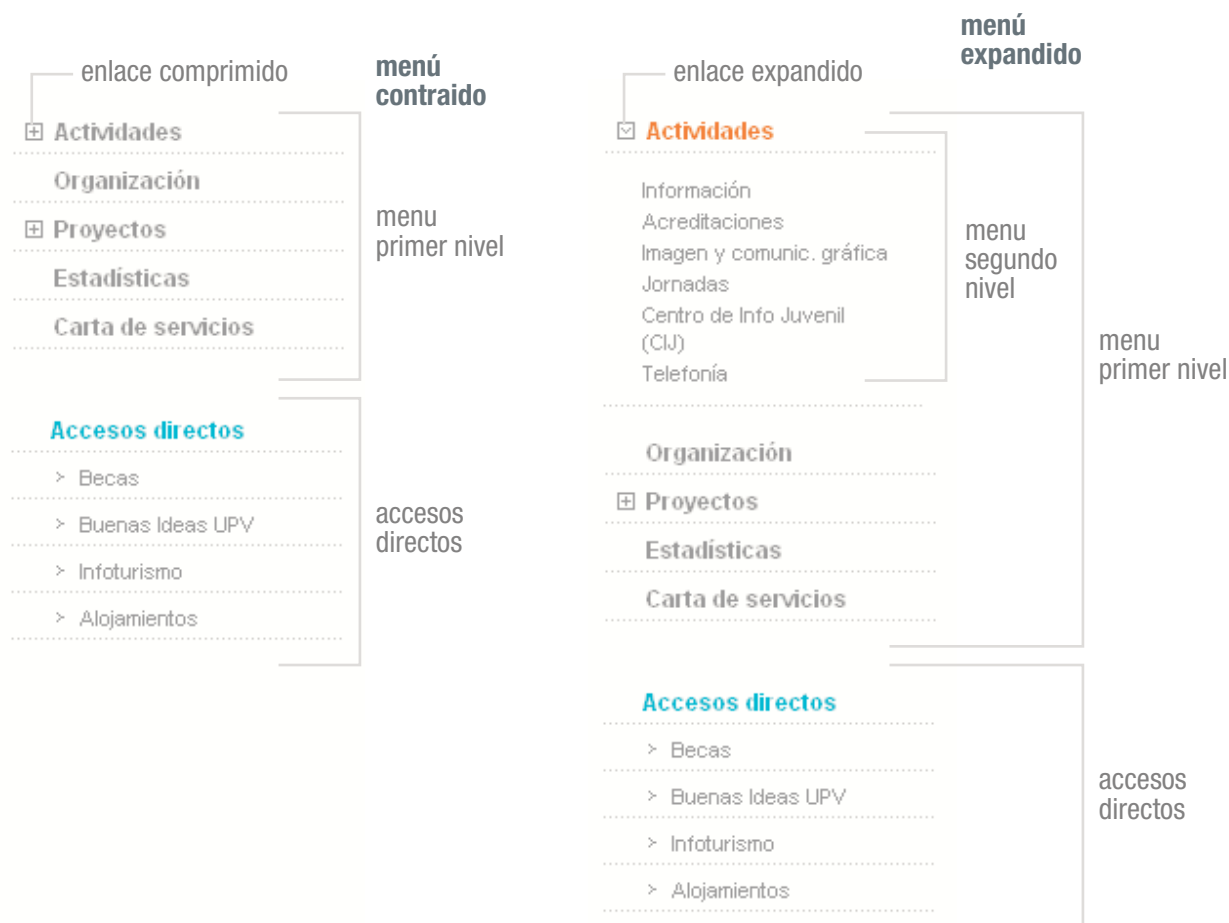 enlace comprimido
menú
contraido
Actividades
Organización
Proyectos
Estadísticas
Carta de servicios
menu
primer nivel
Accesos directos
> Becas
> Buenas Ideas UPV
> Infoturismo
> Alojamientos
accesos
directos
menú
expandido
enlace expandido
Actividades
Información
Acreditaciones
Imagen y comunic. gráfica
Jornadas
Centro de Info Juvenil
(CIJ)
Telefonía
menu
segundo
nivel
Organización
Proyectos
Estadísticas
Carta de servicios
menu
primer nivel
Accesos directos
> Becas
> Buenas Ideas UPV
> Infoturismo
> Alojamientos
accesos
directos